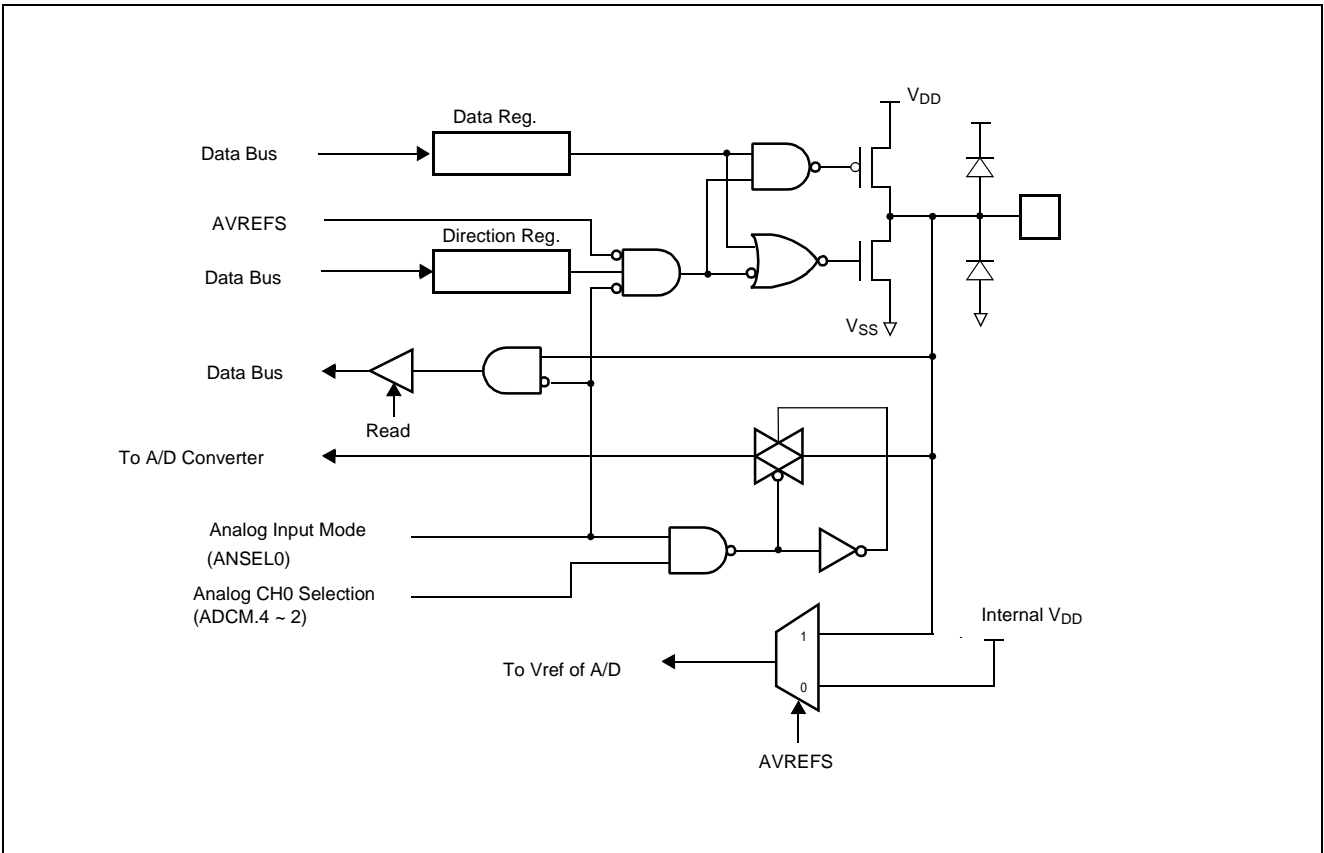 VDD
Data Reg.
Data Bus
AVREFS
Direction Reg.
Data Bus
VSS
Data Bus
Read
To A/D Converter
Analog Input Mode
(ANSEL0)
Analog CH0 Selection
(ADCM.4 ~ 2)
Internal VDD
1
To Vref of A/D
0
AVREFS